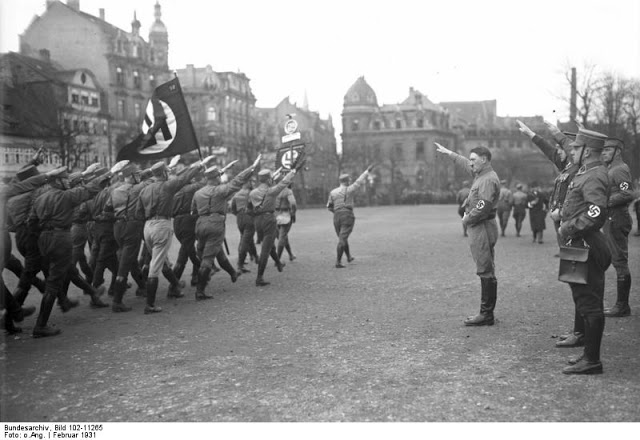 Bundesarchiv, Bild 102-11265
Foto: o.Ang. | Februar 1931